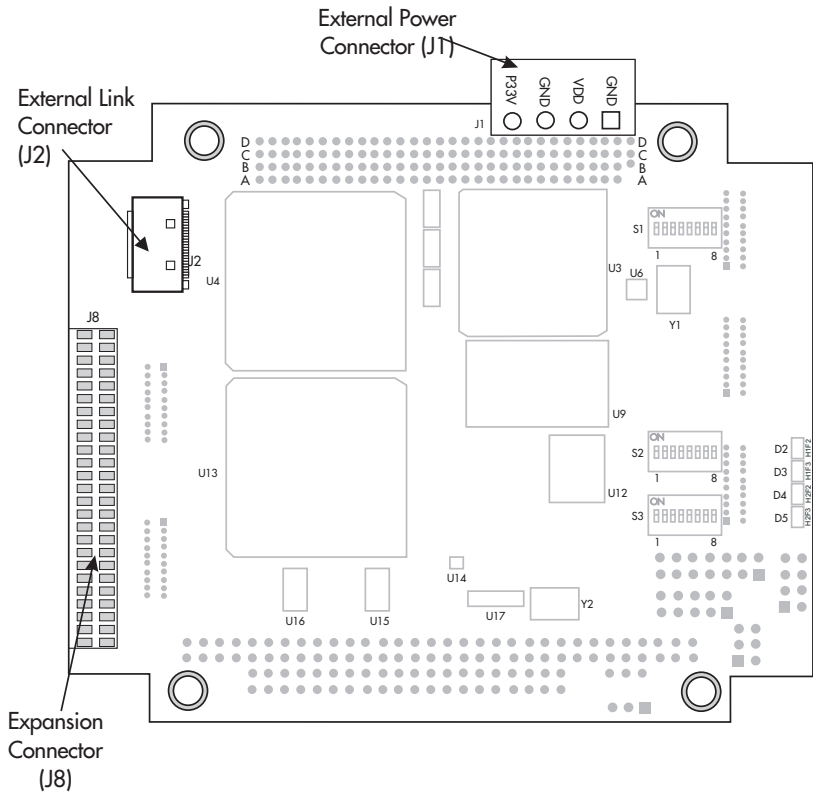 External Power
Connector (J1)
External Link
Connector
(J2)
P33V
GND
VDD
GND
J1
D
C
B
A
D
C
B
A
J2
U4
U3
U6
S1
ON
1
8
Y1
J8
U9
U13
S2
ON
1
8
U12
S3
ON
1
8
D2
H1F2
D3
H1F3
D4
H2F2
D5
H2F3
U14
U16
U15
U17
Y2
Expansion
Connector
(J8)